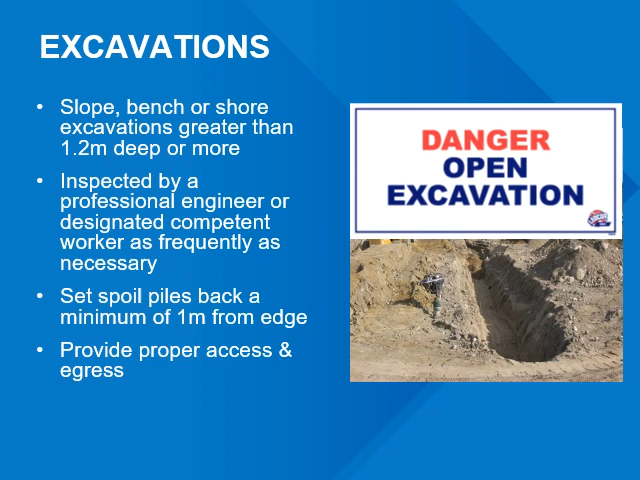 EXCAVATIONS
• Slope, bench or shore
excavations greater than
1.2m deep or more
• Inspected by a
professional engineer or
designated competent
worker as frequently as
necessary
• Set spoil piles back a
minimum of 1m from edge
• Provide proper access &
egress
DANGER
OPEN
EXCAVATION